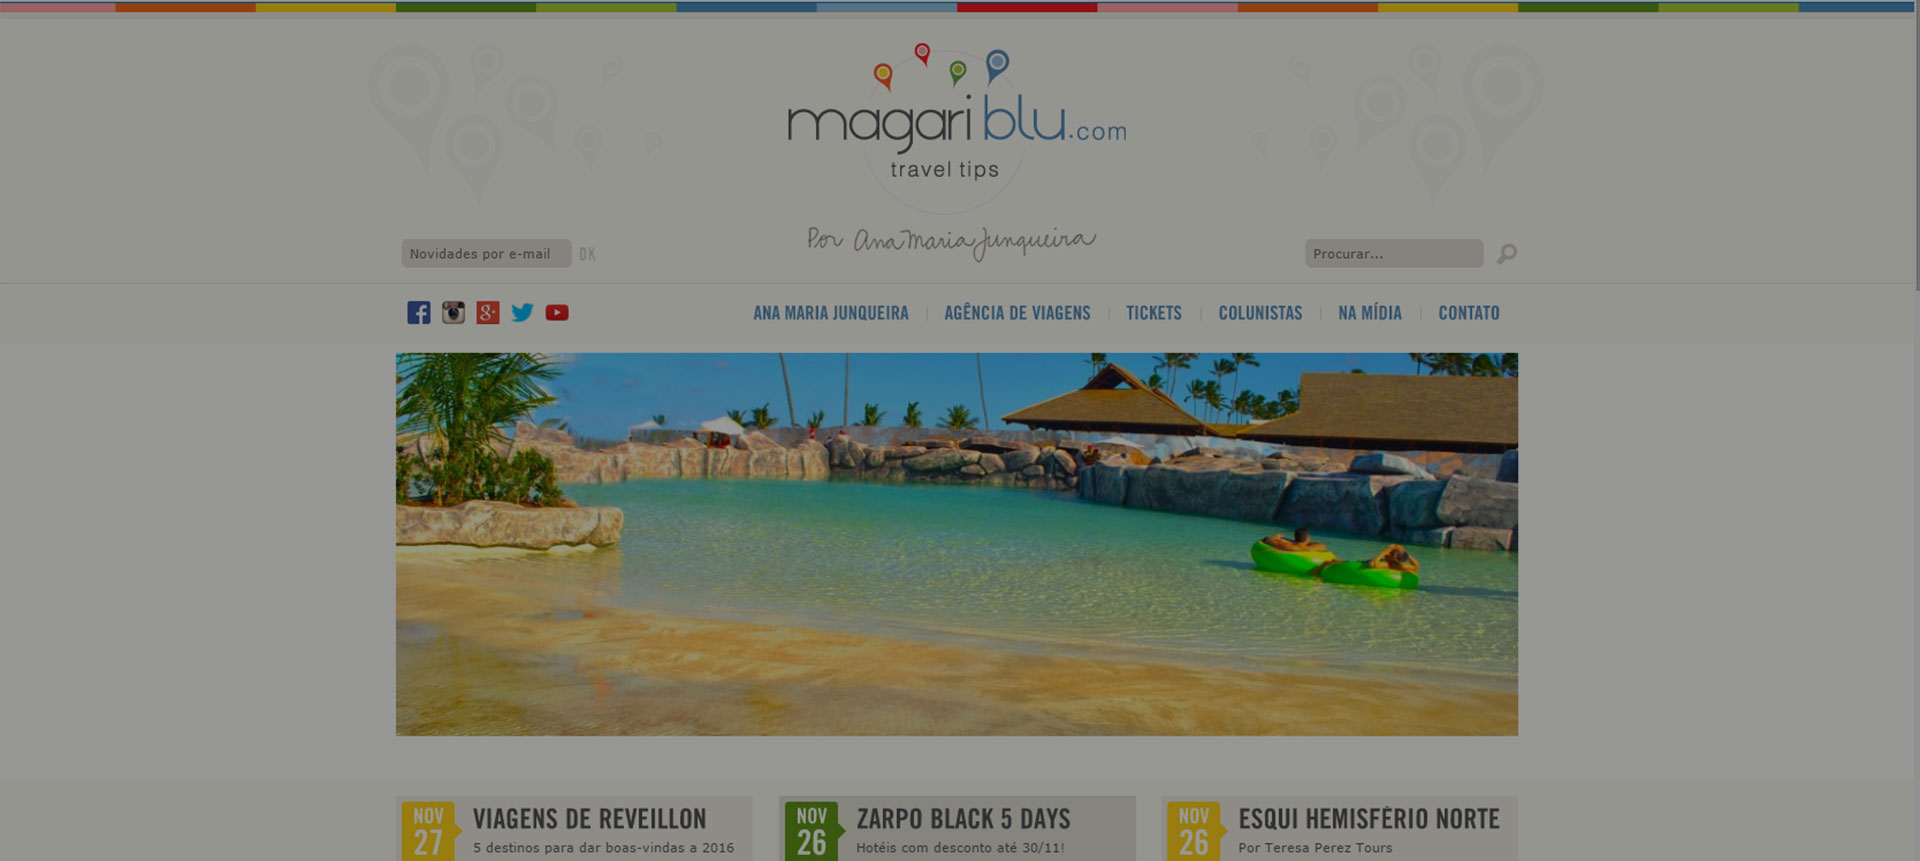 magari blu.com
travel tips
Por Ana Maria Junqueira
Novidades por e-mail OK
Procurar...
ANA MARIA JUNQUEIRA AGÊNCIA DE VIAGENS TICKETS COLUNISTAS NA MÍDIA CONTATO
NOV 27
VIAGENS DE REVEILLON
5 destinos para dar boas-vindas a 2016
NOV 26
ZARPO BLACK 5 DAYS
Hotéis com desconto até 30/11!
NOV 26
ESQUI HEMISFÉRIO NORTE
Por Teresa Perez Tours